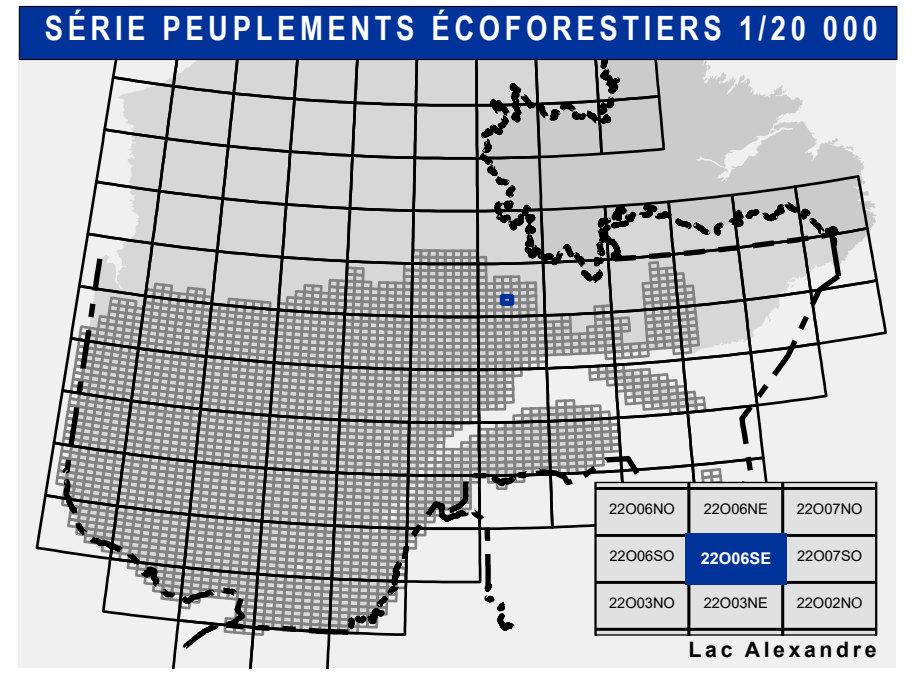 SÉRIE PEUPLEMENTS ÉCOFORESTIERS 1/20 000
22O06NO 22O06NE 22O07NO
22O06SO 22O06SE 22O07SO
22O03NO 22O03NE 22O02NO
Lac Alexandre